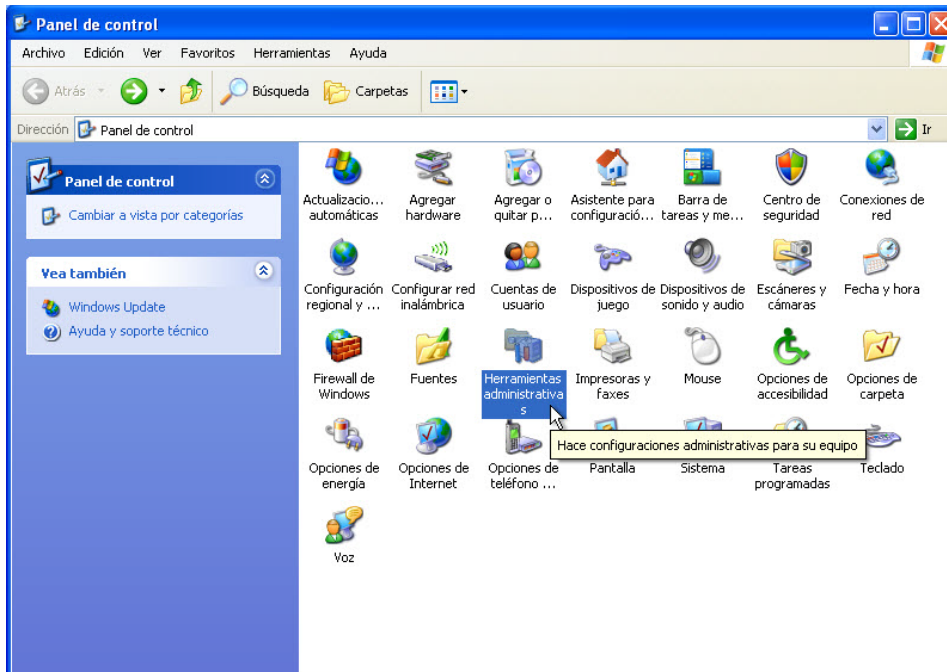 Panel de control
Archivo Edición Ver Favoritos Herramientas Ayuda
Atrás Búsqueda Carpetas
Dirección Panel de control Ir
Panel de control
Cambiar a vista por categorías
Vea también
Windows Update
Ayuda y soporte técnico
Actualizacio... Agregar Agregar o Asistente para Barra de Centro de Conexiones de
automáticas hardware quitar p... configuració... tareas y me... seguridad red
Configuración Configurar red Cuentas de Dispositivos de Dispositivos de Escáneres y Fecha y hora
regional y ... inalámbrica usuario juego sonido y audio cámaras
Firewall de Fuentes Herramientas Impresoras y Mouse Opciones de Opciones de
Windows administrativa faxes accesibilidad carpeta
s
Hace configuraciones administrativas para su equipo
Opciones de Opciones de Opciones de Pantalla Sistema Tareas Teclado
energía Internet teléfono ... programadas
Voz